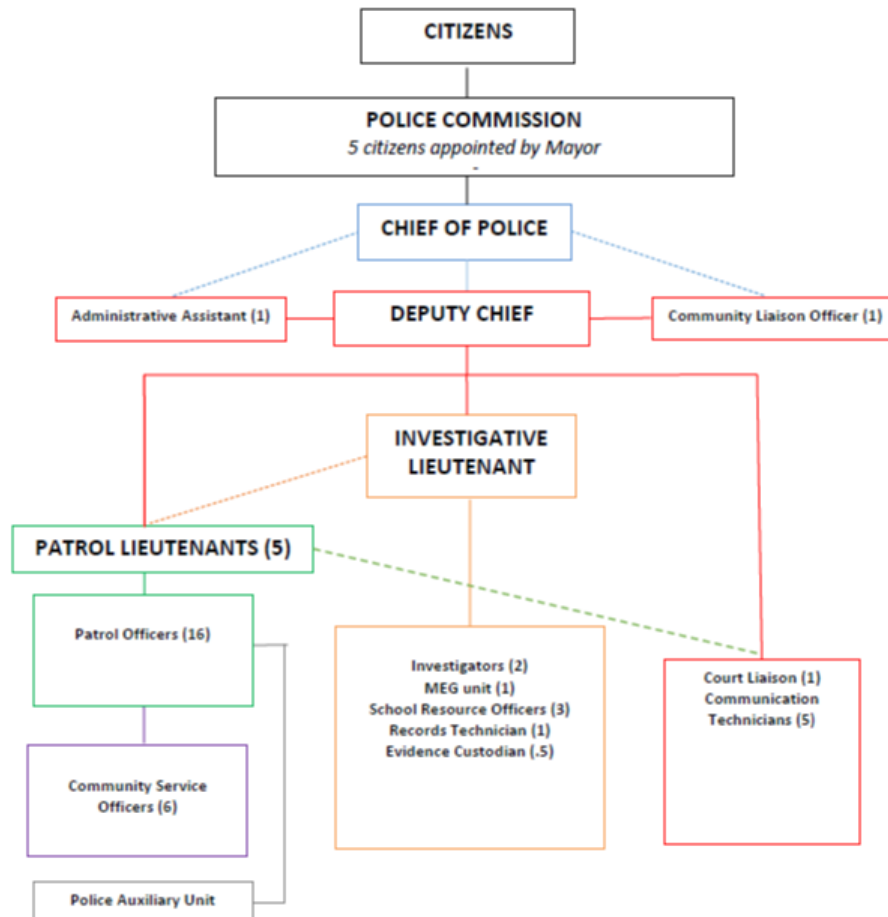 CITIZENS
POLICE COMMISSION
5 citizens appointed by Mayor
-
CHIEF OF POLICE
Administrative Assistant (1)
DEPUTY CHIEF
Community Liaison Officer (1)
INVESTIGATIVE
LIEUTENANT
PATROL LIEUTENANTS (5)
Patrol Officers (16)
Investigators (2)
MEG unit (1)
School Resource Officers (3)
Records Technician (1)
Evidence Custodian (.5)
Court Liaison (1)
Communication
Technicians (5)
Community Service
Officers (6)
Police Auxiliary Unit